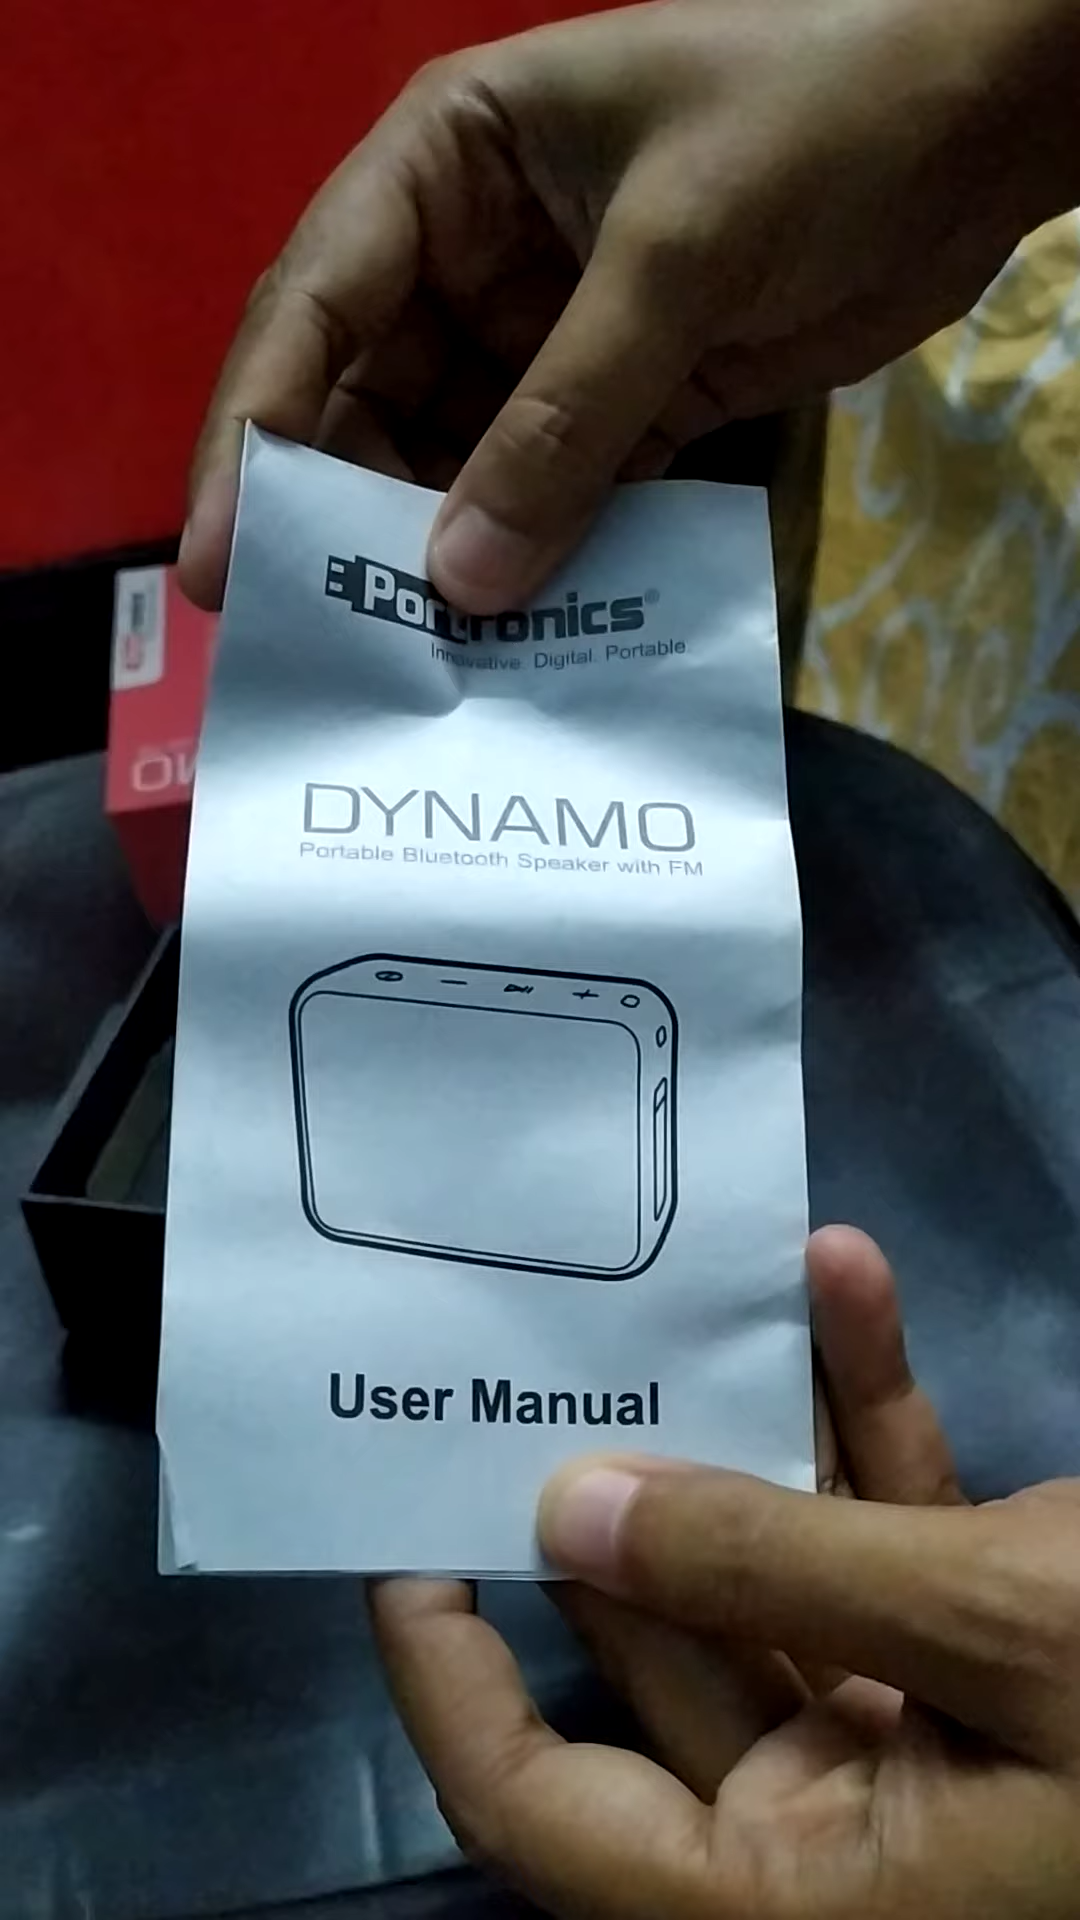 Portronics®
Innovative. Digital. Portable
DYNAMO
Portable Bluetooth Speaker with FM
User Manual